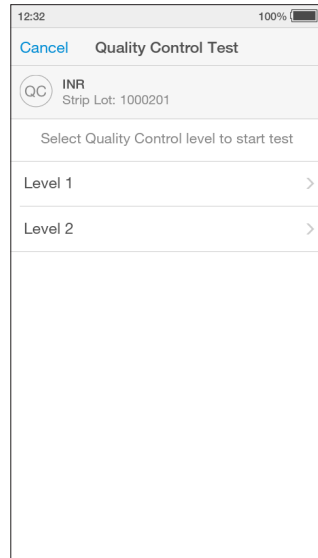 12:32 100%
Cancel Quality Control Test
QC INR
Strip Lot: 1000201
Select Quality Control level to start test
Level 1
Level 2